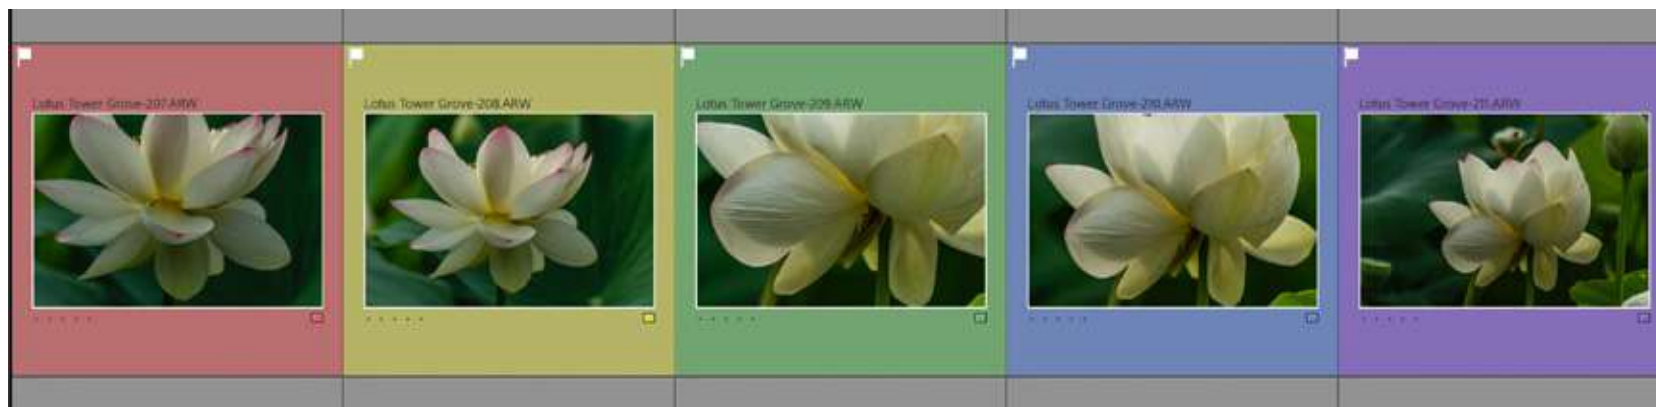 Lotus Tower Grove-207.ARW
Lotus Tower Grove-208.ARW
Lotus Tower Grove-209.ARW
Lotus Tower Grove-210.ARW
Lotus Tower Grove-211.ARW